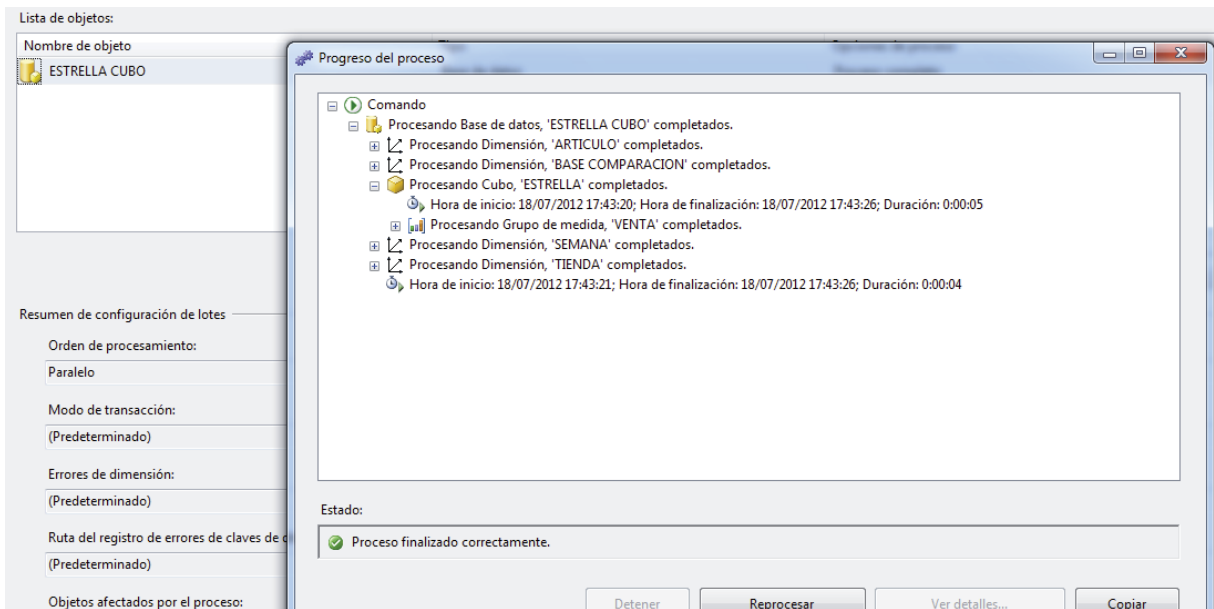 Lista de objetos:
Nombre de objeto
ESTRELLA CUBO
Resumen de configuración de lotes
Orden de procesamiento:
Paralelo
Modo de transacción:
(Predeterminado)
Errores de dimensión:
(Predeterminado)
Ruta del registro de errores de claves de
(Predeterminado)
Objetos afectados por el proceso:
Progreso del proceso
Comando
Procesando Base de datos, 'ESTRELLA CUBO' completados.
Procesando Dimensión, 'ARTICULO' completados.
Procesando Dimensión, 'BASE COMPARACION' completados.
Procesando Cubo, 'ESTRELLA' completados.
Hora de inicio: 18/07/2012 17:43:20; Hora de finalización: 18/07/2012 17:43:26; Duración: 0:00:05
Procesando Grupo de medida, 'VENTA' completados.
Procesando Dimensión, 'SEMANA' completados.
Procesando Dimensión, 'TIENDA' completados.
Hora de inicio: 18/07/2012 17:43:21; Hora de finalización: 18/07/2012 17:43:26; Duración: 0:00:04
Estado:
Proceso finalizado correctamente.
Detener
Reprocesar
Ver detalles...
Copiar